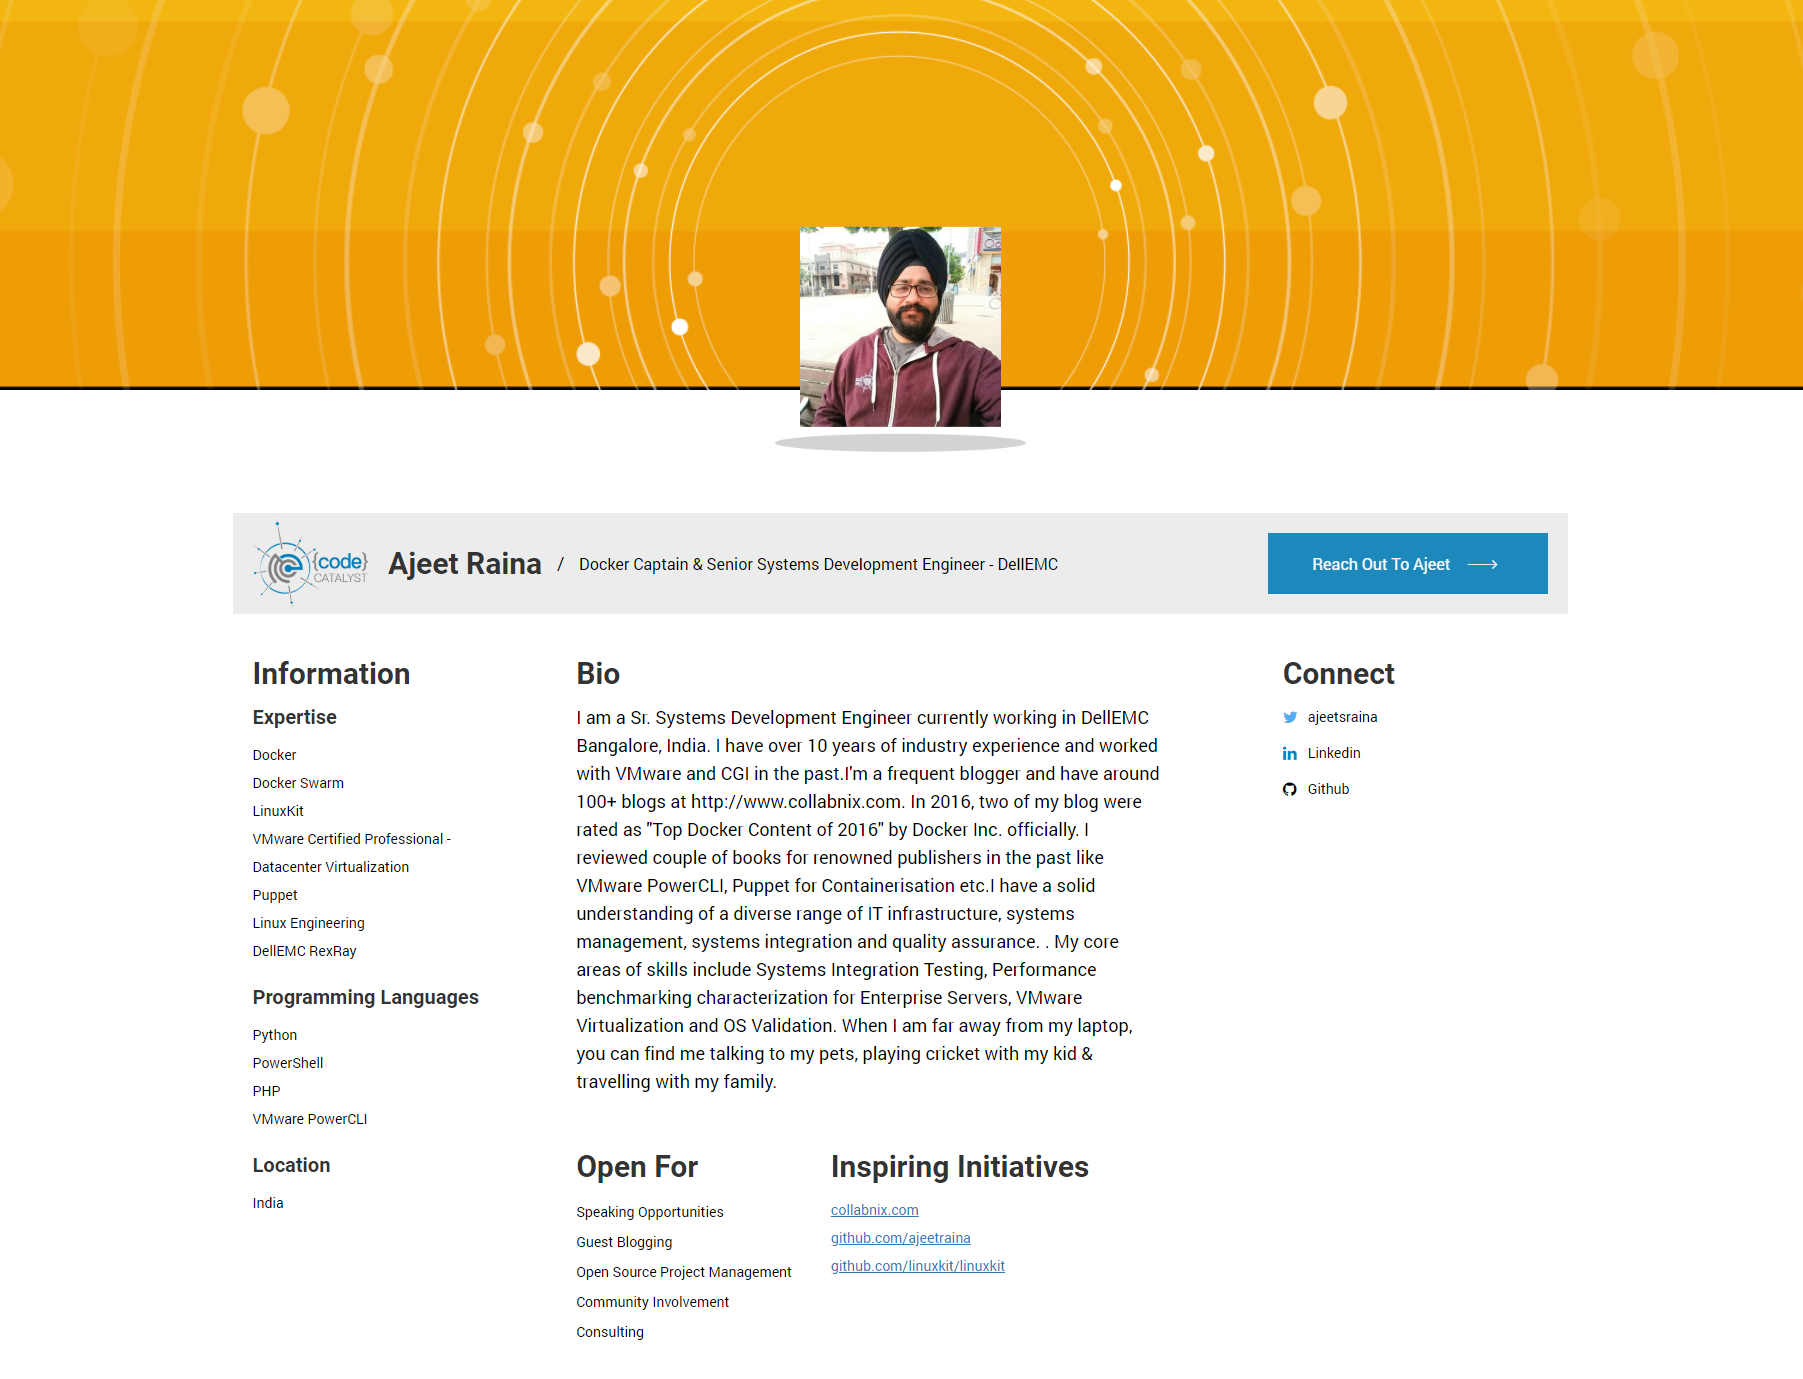 {code}
CATALYST
Ajeet Raina / Docker Captain & Senior Systems Development Engineer - DellEMC
Reach Out To Ajeet
Information
Expertise
Docker
Docker Swarm
LinuxKit
VMware Certified Professional -
Datacenter Virtualization
Puppet
Linux Engineering
DellEMC RexRay
Programming Languages
Python
PowerShell
PHP
VMware PowerCLI
Location
India
Bio
I am a Sr. Systems Development Engineer currently working in DellEMC
Bangalore, India. I have over 10 years of industry experience and worked
with VMware and CGI in the past.I'm a frequent blogger and have around
100+ blogs at http://www.collabnix.com. In 2016, two of my blog were
rated as "Top Docker Content of 2016" by Docker Inc. officially. I
reviewed couple of books for renowned publishers in the past like
VMware PowerCLI, Puppet for Containerisation etc.I have a solid
understanding of a diverse range of IT infrastructure, systems
management, systems integration and quality assurance. . My core
areas of skills include Systems Integration Testing, Performance
benchmarking characterization for Enterprise Servers, VMware
Virtualization and OS Validation. When I am far away from my laptop,
you can find me talking to my pets, playing cricket with my kid &
travelling with my family.
Open For
Speaking Opportunities
Guest Blogging
Open Source Project Management
Community Involvement
Consulting
Inspiring Initiatives
collabnix.com
github.com/ajeetraina
github.com/linuxkit/linuxkit
Connect
ajeetsraina
Linkedin
Github